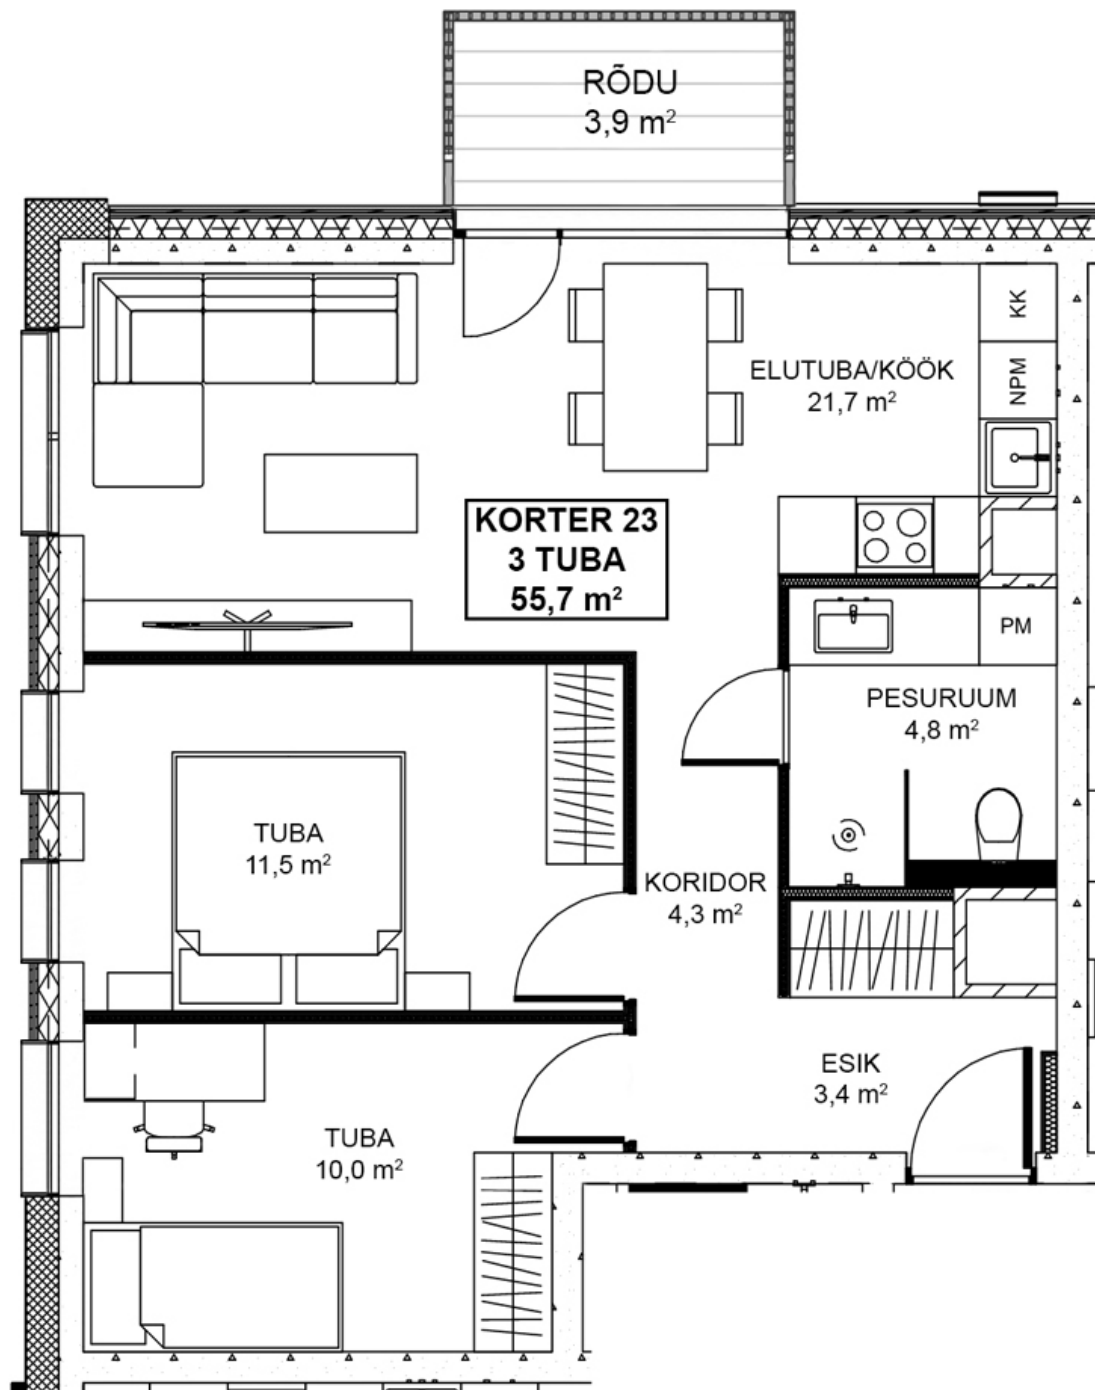 RÕDU
3,9 m²
ELUTUBA/KÖÖK
21,7 m²
KK
NPM
KORTER 23
3 TUBA
55,7 m²
PM
PESURUUM
4,8 m²
TUBA
11,5 m²
KORIDOR
4,3 m²
ESIK
3,4 m²
TUBA
10,0 m²